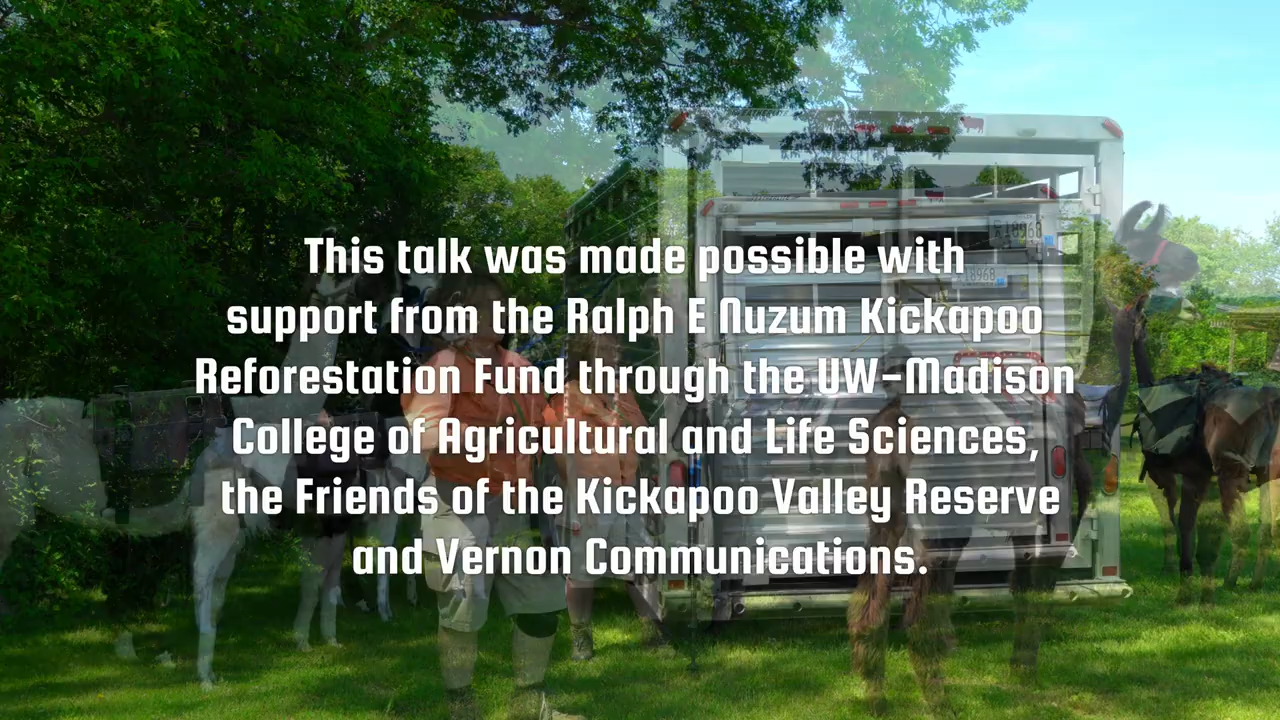 This talk was made possible with
support from the Ralph E Nuzum Kickapoo
Reforestation Fund through the UW-Madison
College of Agricultural and Life Sciences,
the Friends of the Kickapoo Valley Reserve
and Vernon Communications.
18968